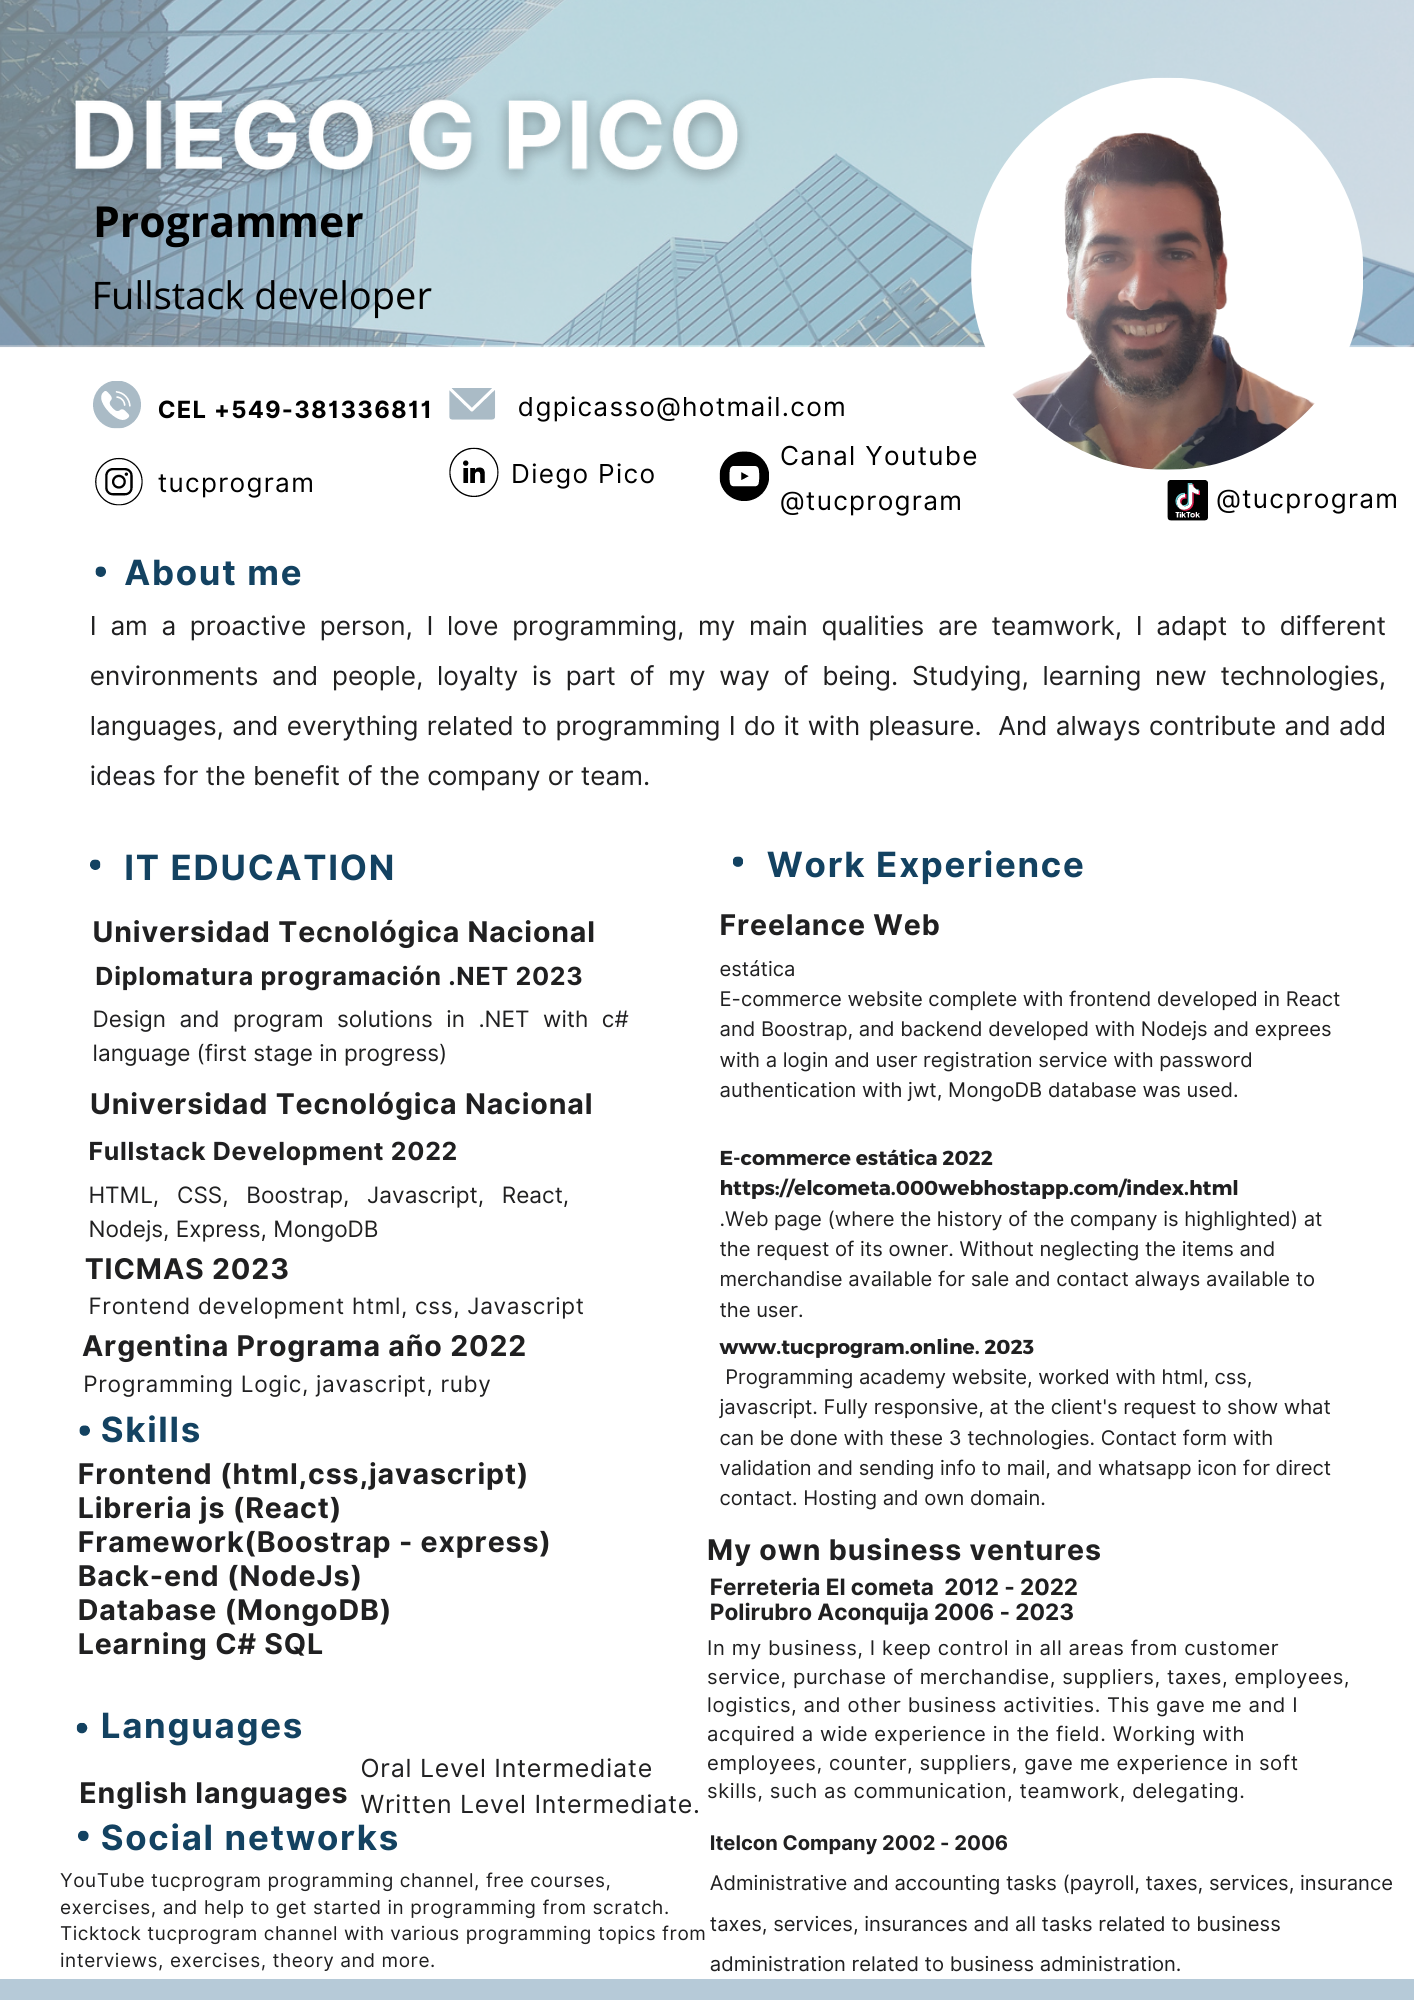 DIEGO G PICO
Programmer
Fullstack developer
CEL +549-381336811
dgpicasso@hotmail.com
tucprogram
Diego Pico
Canal Youtube
@tucprogram
TikTok
@tucprogram
• About me
I am a proactive person, I love programming, my main qualities are teamwork, I adapt to different
environments and people, loyalty is part of my way of being. Studying, learning new technologies,
languages, and everything related to programming I do it with pleasure.  And always contribute and add
ideas for the benefit of the company or team.
• IT EDUCATION
Universidad Tecnológica Nacional
Diplomatura programación .NET 2023
Design and program solutions in .NET with c#
language (first stage in progress)
Universidad Tecnológica Nacional
Fullstack Development 2022
HTML, CSS, Boostrap, Javascript, React,
Nodejs, Express, MongoDB
TICMAS 2023
Frontend development html, css, Javascript
Argentina Programa año 2022
Programming Logic, javascript, ruby
• Skills
Frontend (html,css,javascript)
Libreria js (React)
Framework(Boostrap - express)
Back-end (NodeJs)
Database (MongoDB)
Learning C# SQL
• Languages
English languages
Oral Level Intermediate
Written Level Intermediate.
• Social networks
YouTube tucprogram programming channel, free courses,
exercises, and help to get started in programming from scratch.
Ticktock tucprogram channel with various programming topics from
interviews, exercises, theory and more.
• Work Experience
Freelance Web
estática
E-commerce website complete with frontend developed in React
and Boostrap, and backend developed with Nodejs and exprees
with a login and user registration service with password
authentication with jwt, MongoDB database was used.
E-commerce estática 2022
https://elcometa.000webhostapp.com/index.html
.Web page (where the history of the company is highlighted) at
the request of its owner. Without neglecting the items and
merchandise available for sale and contact always available to
the user.
www.tucprogram.online. 2023
Programming academy website, worked with html, css,
javascript. Fully responsive, at the client's request to show what
can be done with these 3 technologies. Contact form with
validation and sending info to mail, and whatsapp icon for direct
contact. Hosting and own domain.
My own business ventures
Ferreteria El cometa  2012 - 2022
Polirubro Aconquija 2006 - 2023
In my business, I keep control in all areas from customer
service, purchase of merchandise, suppliers, taxes, employees,
logistics, and other business activities. This gave me and I
acquired a wide experience in the field. Working with
employees, counter, suppliers, gave me experience in soft
skills, such as communication, teamwork, delegating.
Itelcon Company 2002 - 2006
Administrative and accounting tasks (payroll, taxes, services, insurance
taxes, services, insurances and all tasks related to business
administration related to business administration.